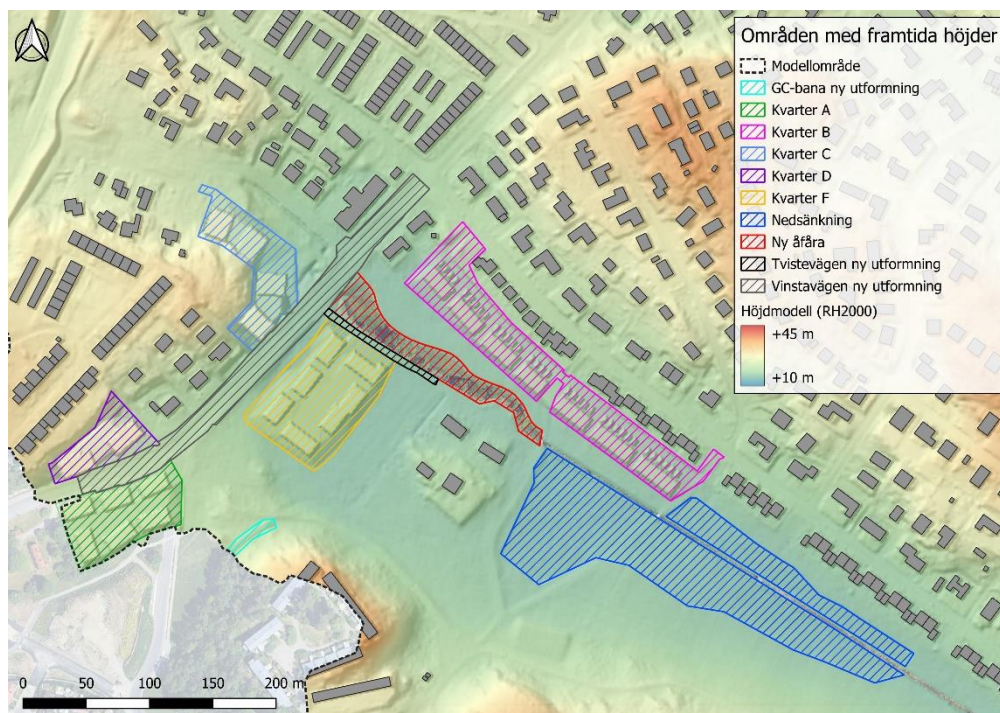 Områden med framtida höjder
Modellområde
GC-bana ny utformning
Kvarter A
Kvarter B
Kvarter C
Kvarter D
Kvarter F
Nedsänkning
Ny åfåra
Tvistevägen ny utformning
Vinstavägen ny utformning
Höjdmodell (RH2000)
+45 m
+10 m
0 50 100 150 200 m